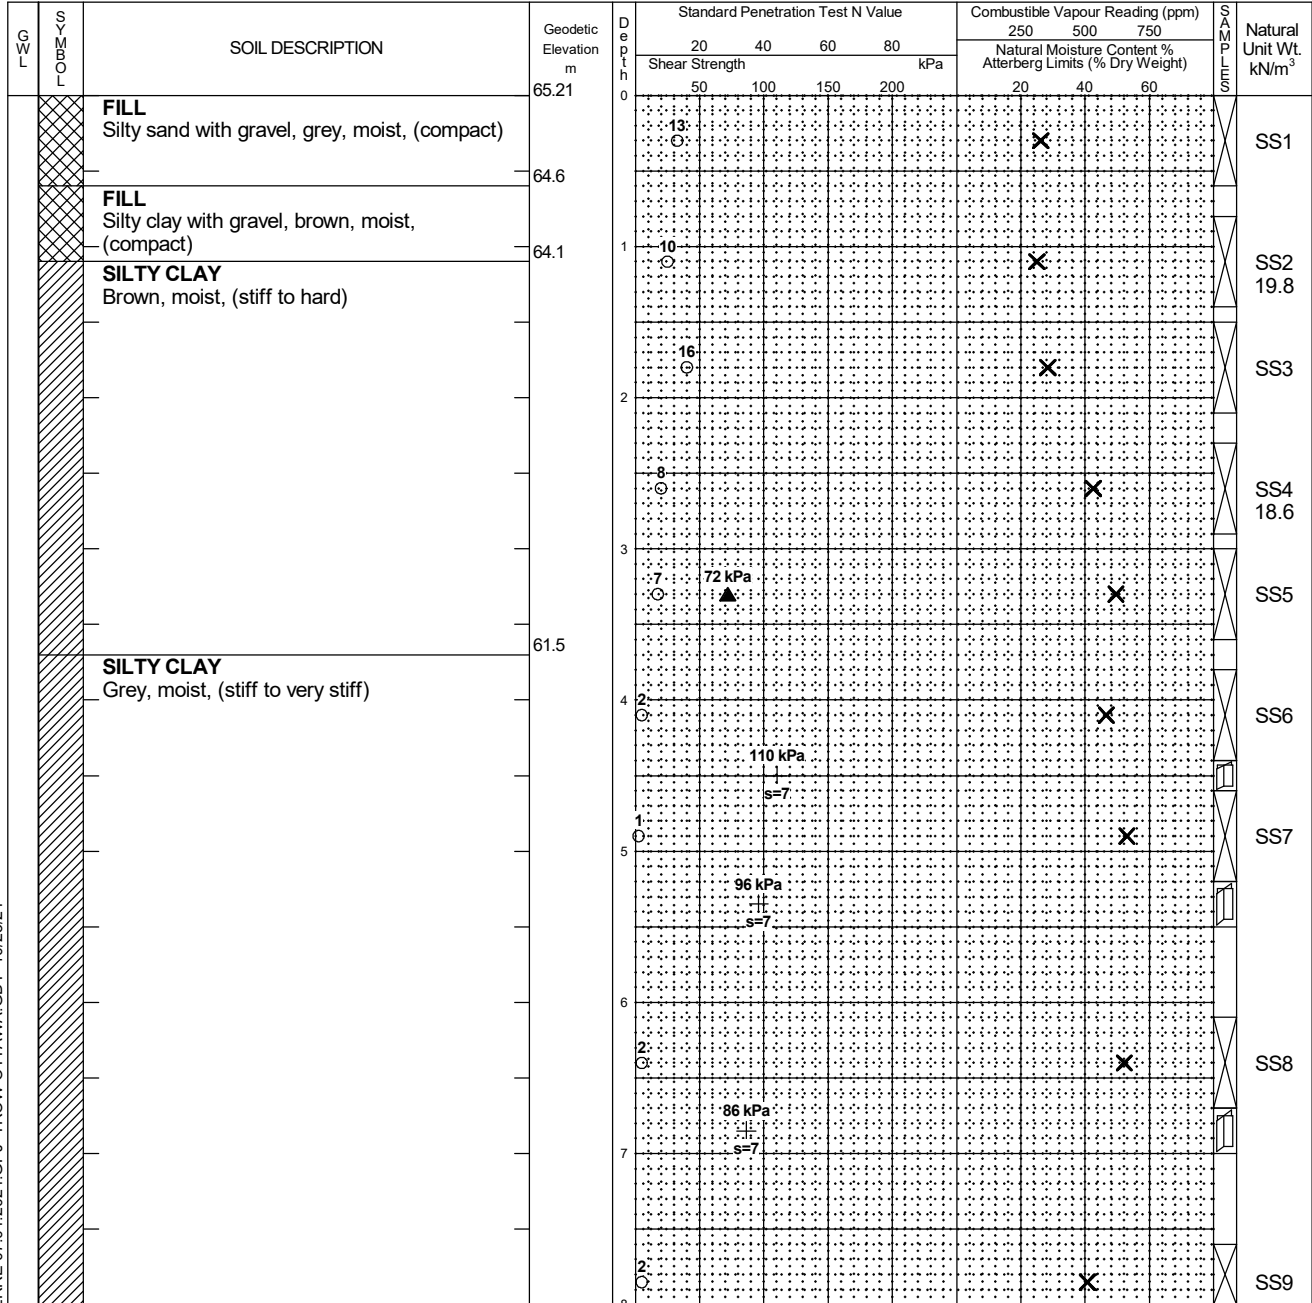 GWL
SYMBOL
SOIL DESCRIPTION
Geodetic
Elevation
m
65.21
Depth
Standard Penetration Test N Value
20 40 60 80
Shear Strength kPa
50 100 150 200
Combustible Vapour Reading (ppm)
250 500 750
Natural Moisture Content %
Atterberg Limits (% Dry Weight)
20 40 60
SAMPLES
Natural
Unit Wt.
kN/m³
0
FILL
Silty sand with gravel, grey, moist, (compact)
13
SS1
64.6
FILL
Silty clay with gravel, brown, moist,
(compact)
64.1
1
10
SS2
19.8
SILTY CLAY
Brown, moist, (stiff to hard)
16
SS3
2
8
SS4
18.6
3
7
72 kPa
SS5
61.5
SILTY CLAY
Grey, moist, (stiff to very stiff)
4
2
SS6
110 kPa
s=7
1
SS7
5
96 kPa
s=7
6
2
SS8
86 kPa
s=7
7
2
SS9